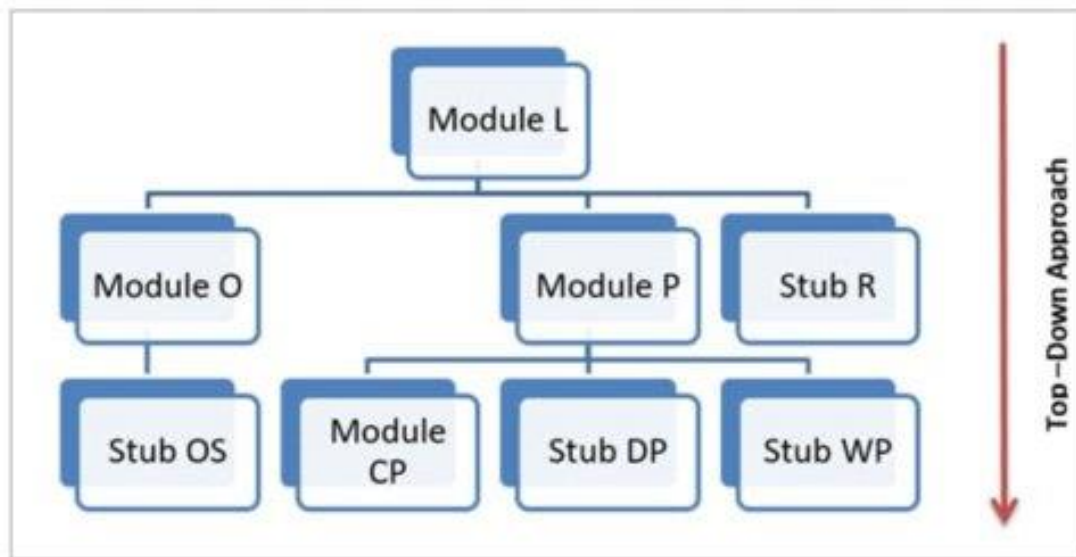 Module L
Module O
Module P
Stub R
Stub OS
Module
CP
Stub DP
Stub WP
Top –Down Approach